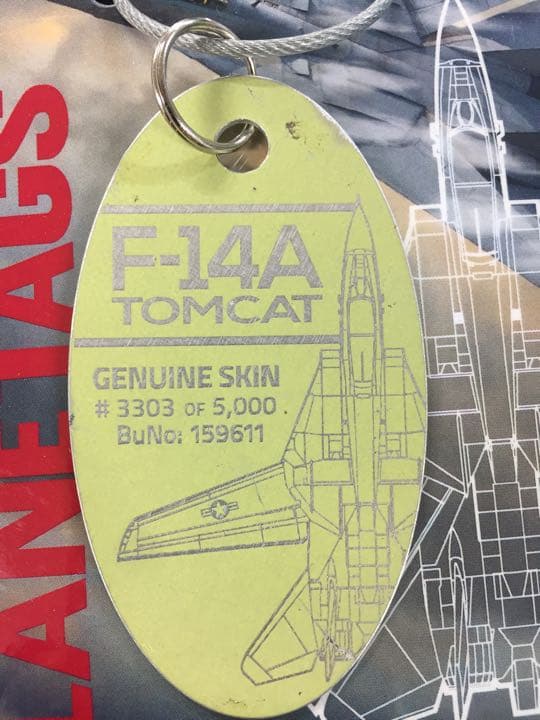 F-14A
TOMCAT
GENUINE SKIN
# 3303 OF 5,000.
BuNo: 159611
LANETAGS